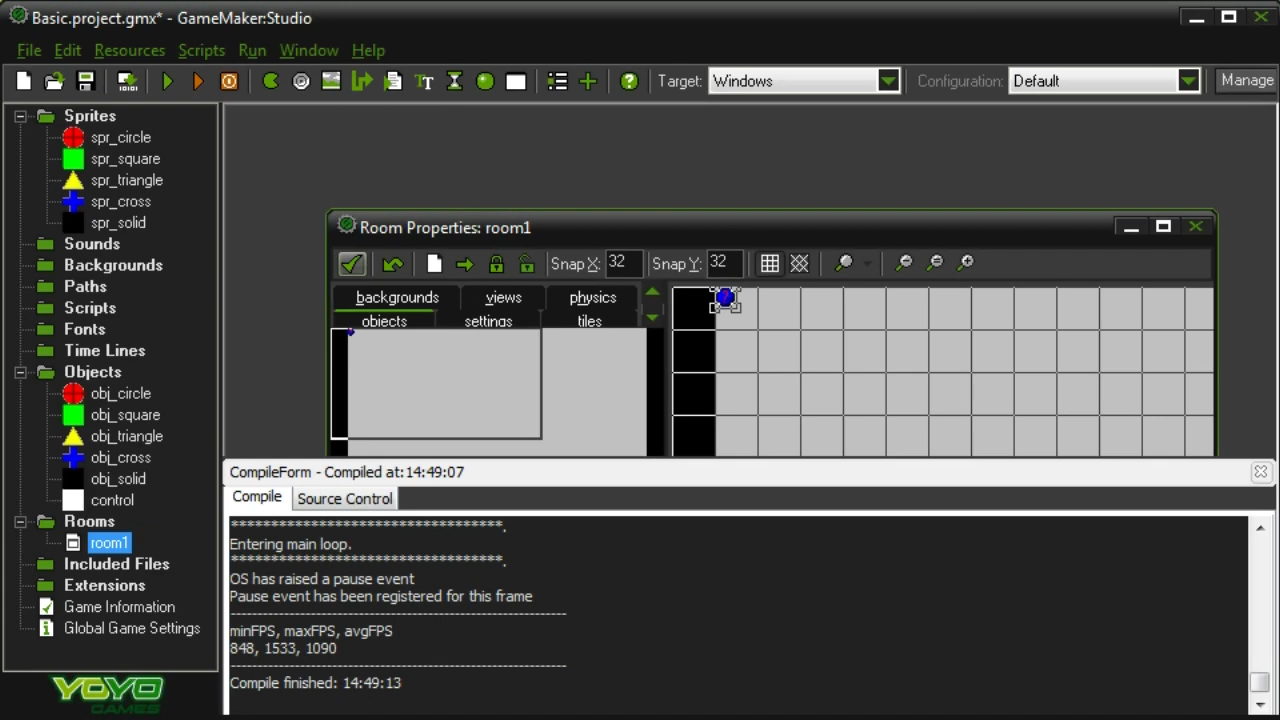 Basic.project.gmx* - GameMaker:Studio
File Edit Resources Scripts Run Window Help
Target: Windows Configuration: Default Manage
Sprites
spr_circle
spr_square
spr_triangle
spr_cross
spr_solid
Sounds
Backgrounds
Paths
Scripts
Fonts
Time Lines
Objects
obj_circle
obj_square
obj_triangle
obj_cross
obj_solid
control
Rooms
room1
Included Files
Extensions
Game Information
Global Game Settings
YOYO
GAMES
Room Properties: room1
Snap X: 32 Snap Y: 32
backgrounds views physics
objects settings tiles
CompileForm - Compiled at:14:49:07
Compile Source Control
***********************************.
Entering main loop.
***********************************.
OS has raised a pause event
Pause event has been registered for this frame
-----------------------------------------------------------------
minFPS, maxFPS, avgFPS
848, 1533, 1090
-----------------------------------------------------------------
Compile finished: 14:49:13